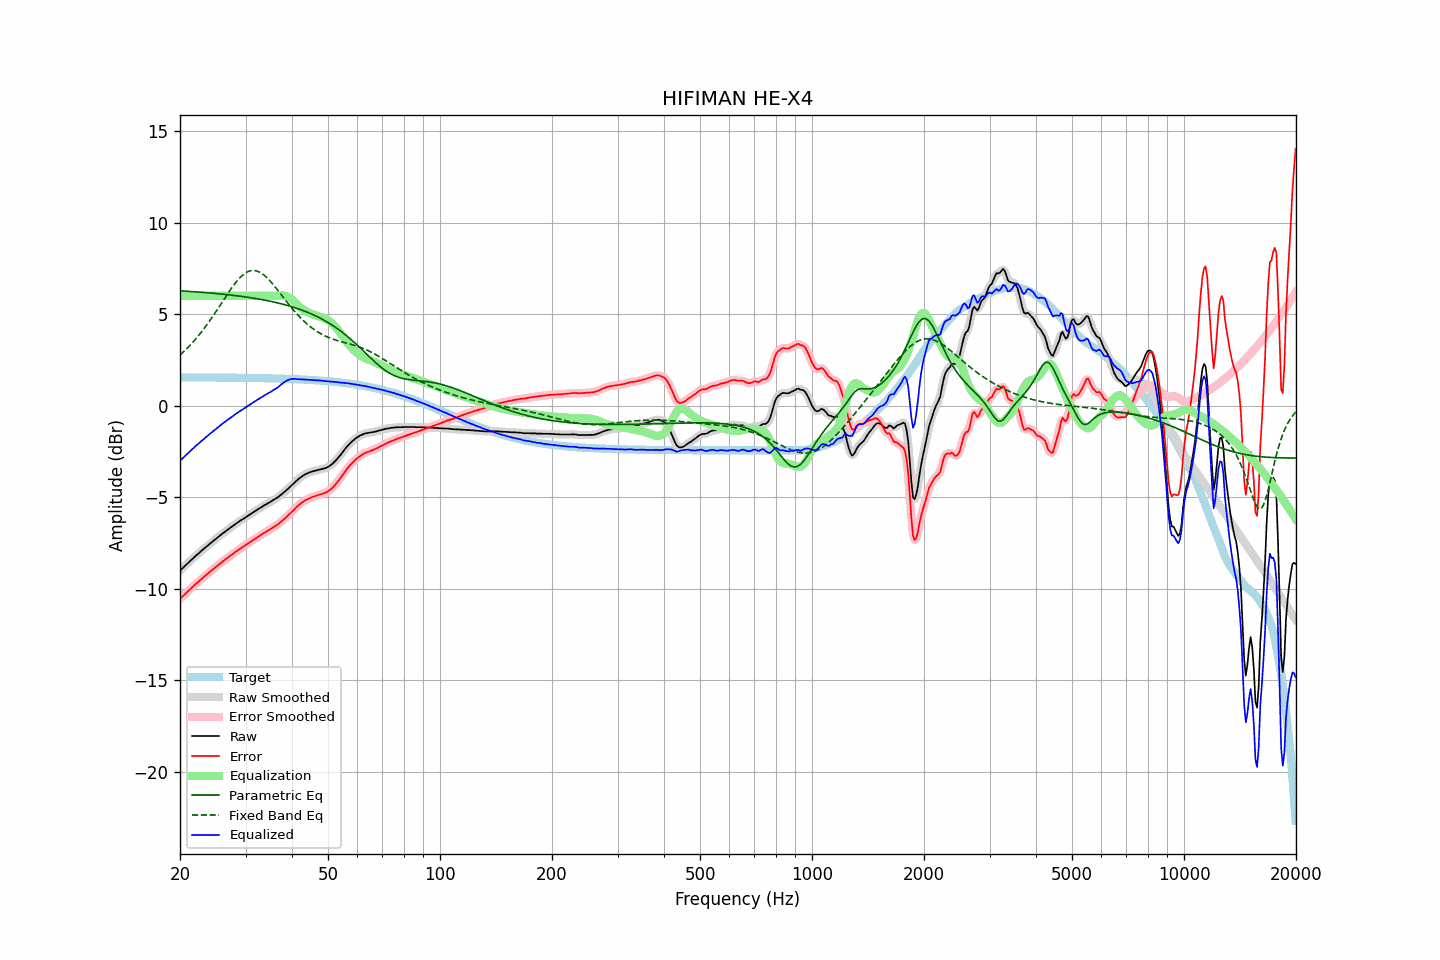 HIFIMAN HE-X4
Amplitude (dBr)
15
10
5
0
−5
−10
−15
−20
Target
Raw Smoothed
Error Smoothed
Raw
Error
Equalization
Parametric Eq
Fixed Band Eq
Equalized
20
50
100
200
500
1000
2000
5000
10000
20000
Frequency (Hz)